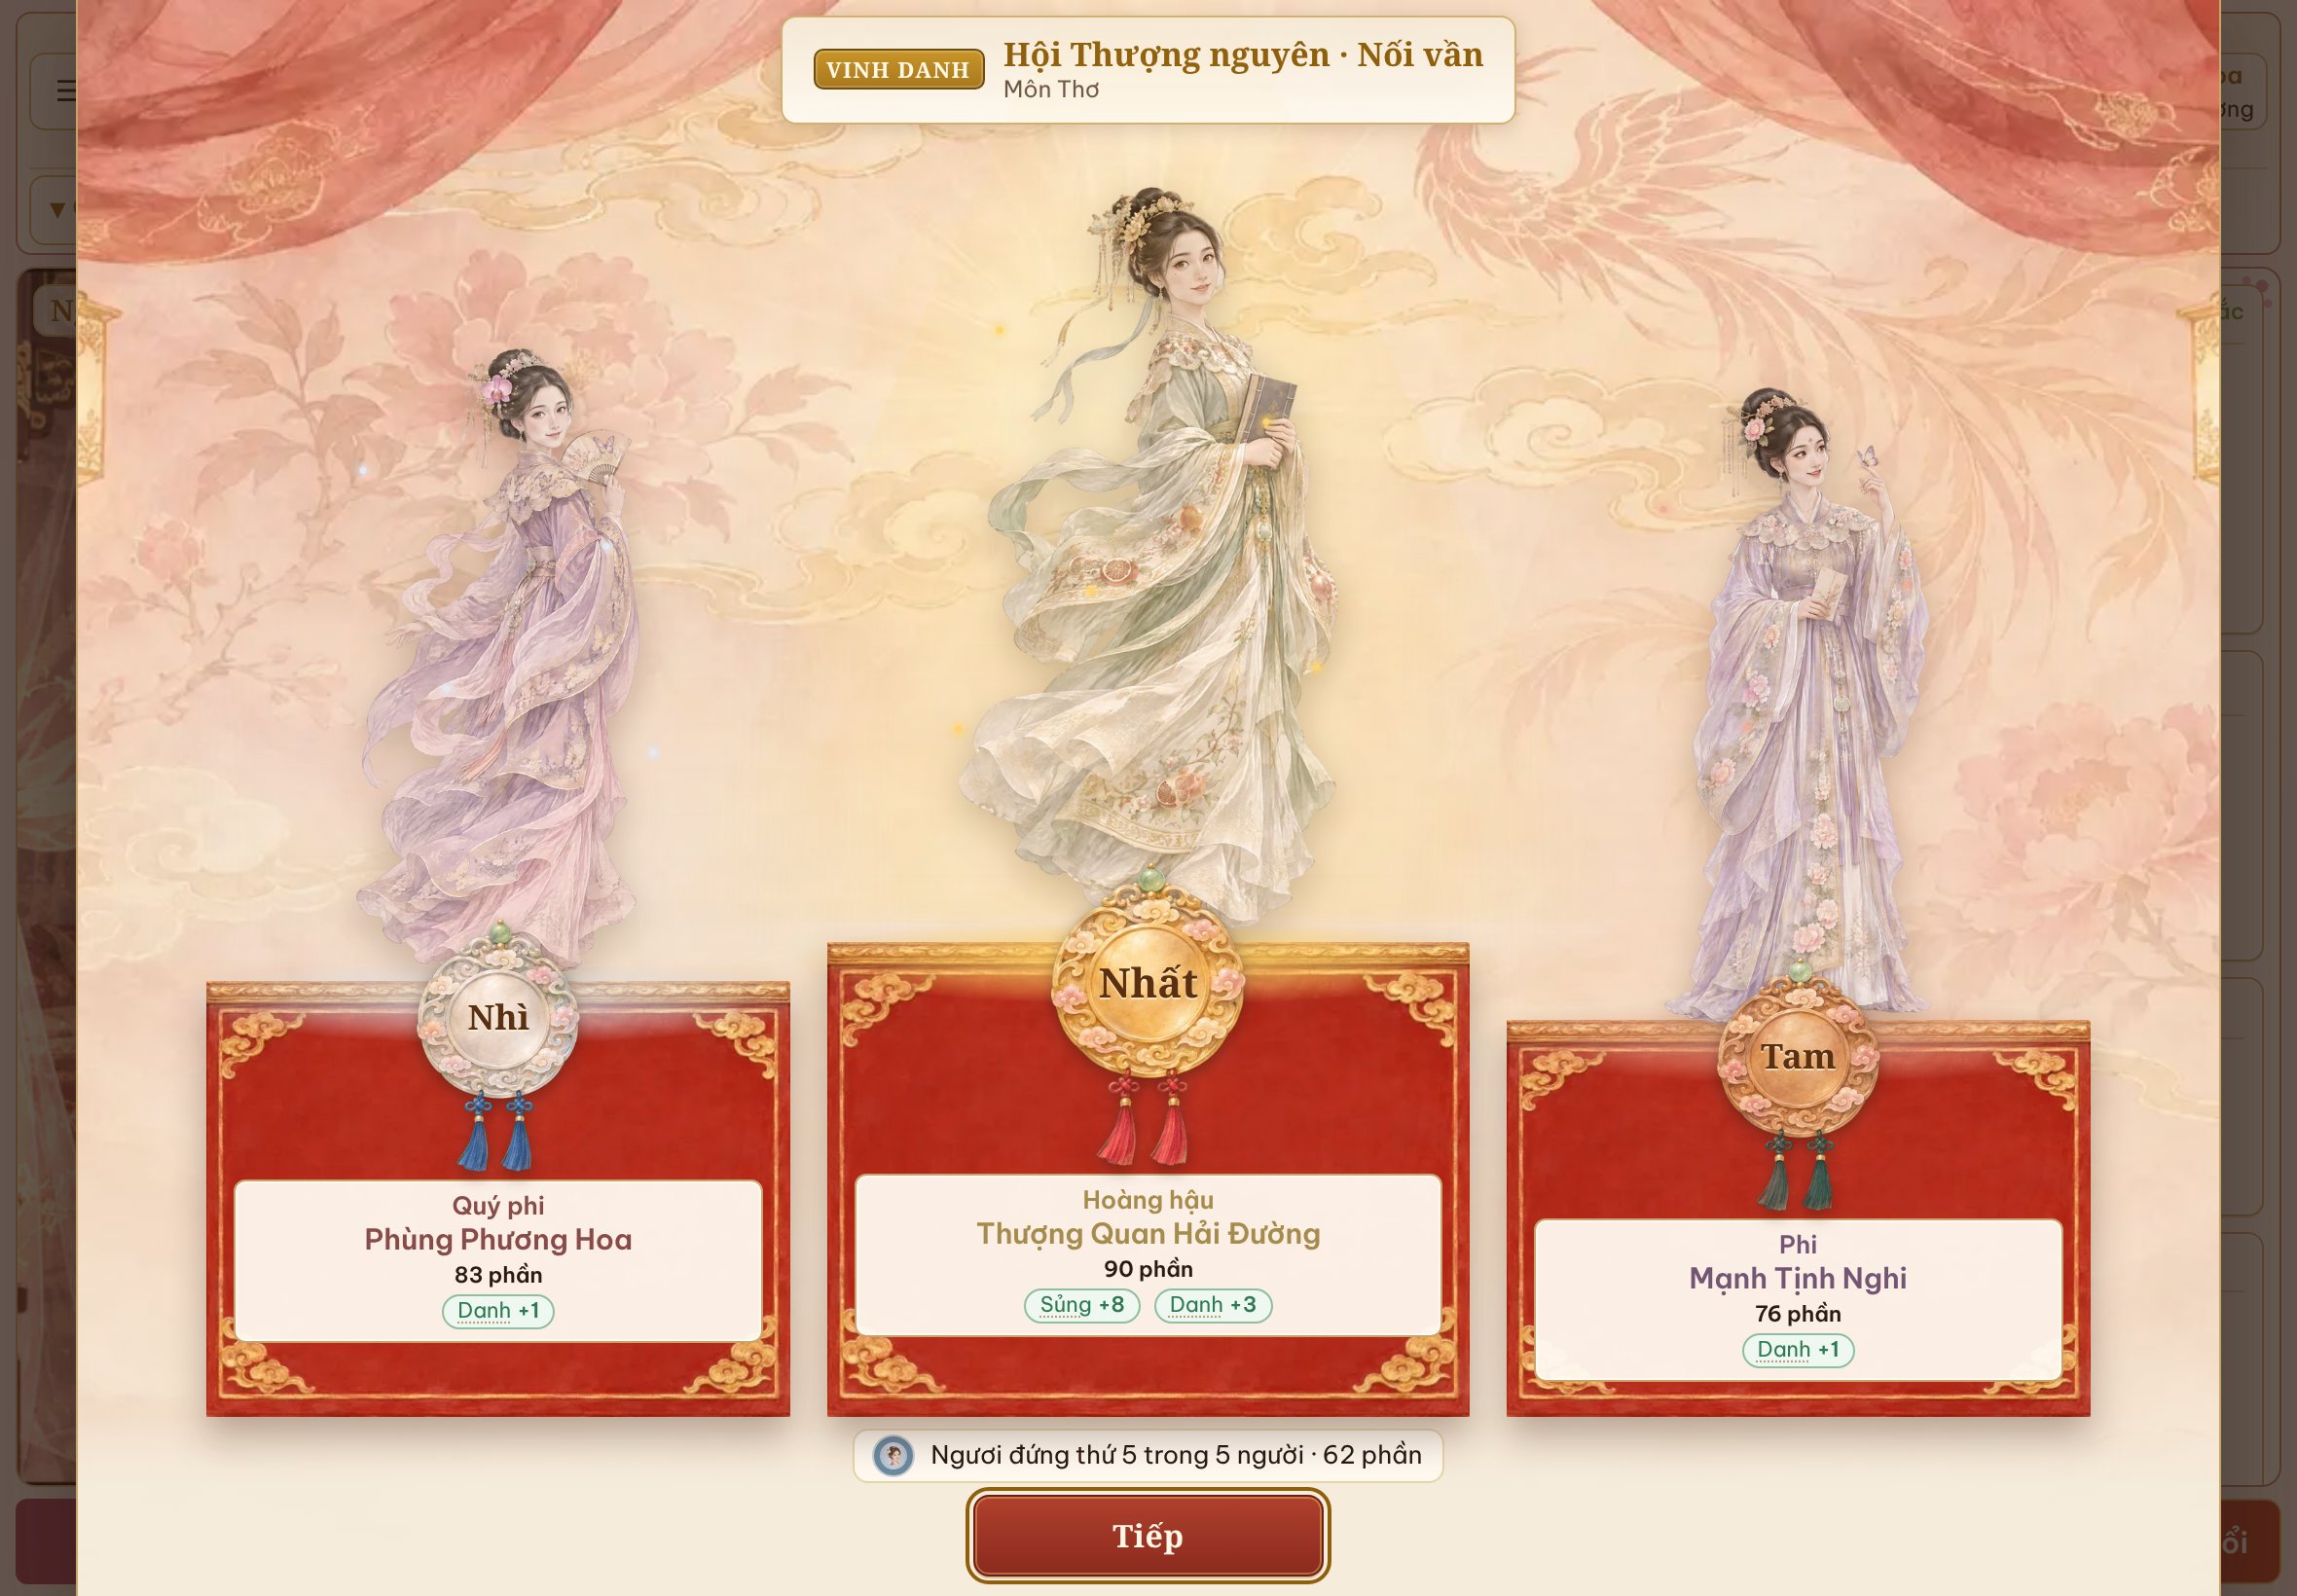 VINH DANH
Hội Thượng nguyên · Nối vần
Môn Thơ
Nhì
Quý phi
Phùng Phương Hoa
83 phần
Danh +1
Nhất
Hoàng hậu
Thượng Quan Hải Đường
90 phần
Sủng +8 Danh +3
Tam
Phi
Mạnh Tịnh Nghi
76 phần
Danh +1
Ngươi đứng thứ 5 trong 5 người · 62 phần
Tiếp